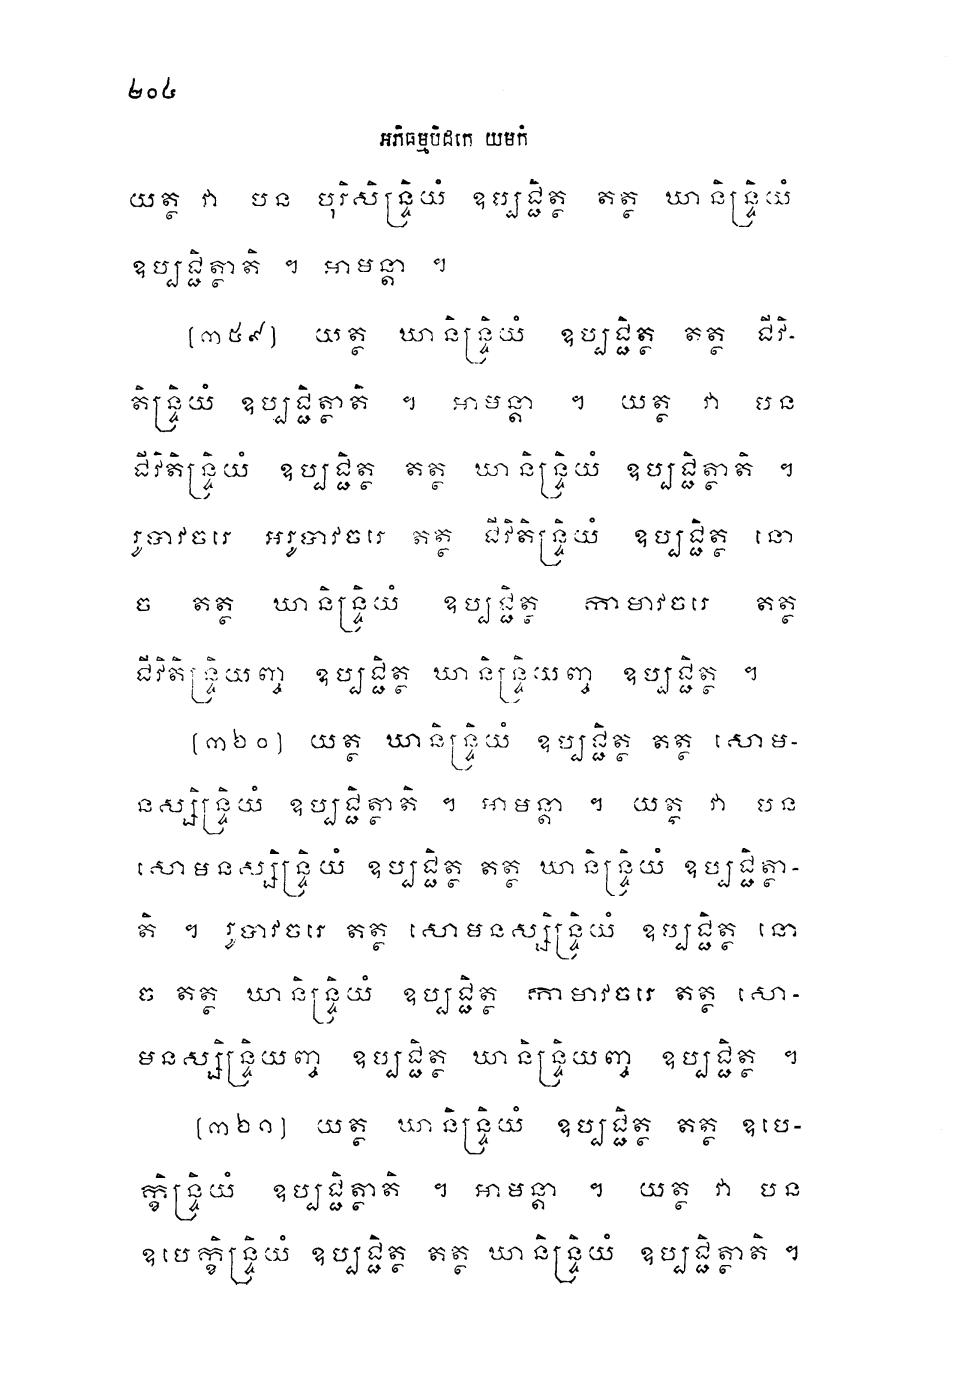 ២០៤
អភិធម្មបិដកេ យមកំ
យត្ថ វា បន បុរិសិន្ទ្រិយំ ឧប្បជ្ជិត្ថ តត្ថ ឃានិន្ទ្រិយំ
ឧប្បជ្ជិត្ថាតិ ។ អាមន្តា ។
(៣៥៩) យត្ថ ឃានិន្ទ្រិយំ ឧប្បជ្ជិត្ថ តត្ថ ជីវិ-
តិន្ទ្រិយំ ឧប្បជ្ជិត្ថាតិ ។ អាមន្តា ។ យត្ថ វា បន
ជីវិតិន្ទ្រិយំ ឧប្បជ្ជិត្ថ តត្ថ ឃានិន្ទ្រិយំ ឧប្បជ្ជិត្ថាតិ ។
រូបាវចរេ អរូបាវចរេ តត្ថ ជីវិតិន្ទ្រិយំ ឧប្បជ្ជិត្ថ នោ
ច តត្ថ ឃានិន្ទ្រិយំ ឧប្បជ្ជិត្ថ កាមាវចរេ តត្ថ
ជីវិតិន្ទ្រិយញ្ច ឧប្បជ្ជិត្ថ ឃានិន្ទ្រិយញ្ច ឧប្បជ្ជិត្ថ ។
(៣៦០) យត្ថ ឃានិន្ទ្រិយំ ឧប្បជ្ជិត្ថ តត្ថ សោម-
នស្សិន្ទ្រិយំ ឧប្បជ្ជិត្ថាតិ ។ អាមន្តា ។ យត្ថ វា បន
សោមនស្សិន្ទ្រិយំ ឧប្បជ្ជិត្ថ តត្ថ ឃានិន្ទ្រិយំ ឧប្បជ្ជិត្ថា-
តិ ។ រូបាវចរេ តត្ថ សោមនស្សិន្ទ្រិយំ ឧប្បជ្ជិត្ថ នោ
ច តត្ថ ឃានិន្ទ្រិយំ ឧប្បជ្ជិត្ថ កាមាវចរេ តត្ថ សោ-
មនស្សិន្ទ្រិយញ្ច ឧប្បជ្ជិត្ថ ឃានិន្ទ្រិយញ្ច ឧប្បជ្ជិត្ថ ។
(៣៦១) យត្ថ ឃានិន្ទ្រិយំ ឧប្បជ្ជិត្ថ តត្ថ ឧបេ-
ក្ខិន្ទ្រិយំ ឧប្បជ្ជិត្ថាតិ ។ អាមន្តា ។ យត្ថ វា បន
ឧបេក្ខិន្ទ្រិយំ ឧប្បជ្ជិត្ថ តត្ថ ឃានិន្ទ្រិយំ ឧប្បជ្ជិត្ថាតិ ។